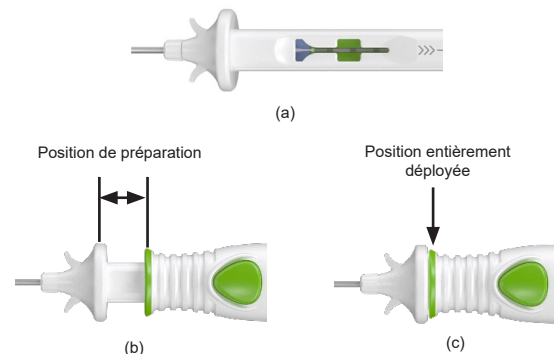 (a)
Position de préparation
Position entièrement
déployée
(b)
(c)